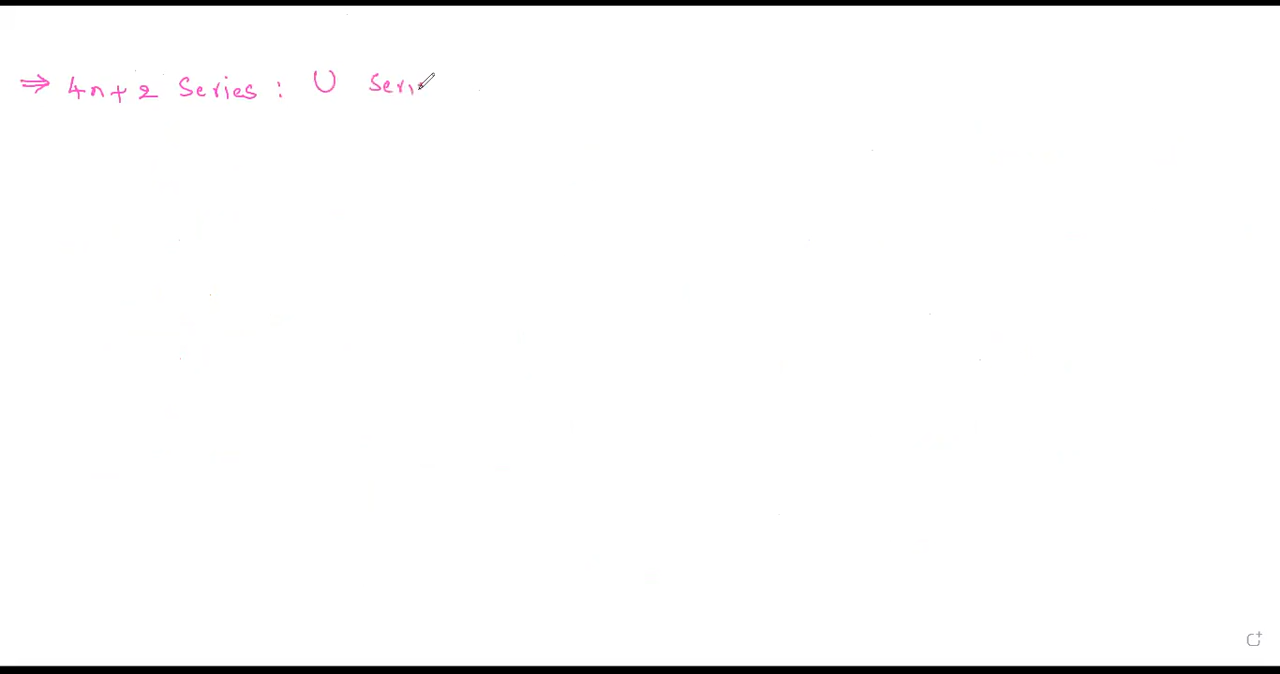 ⇒ 4n+2 Series : U Seri